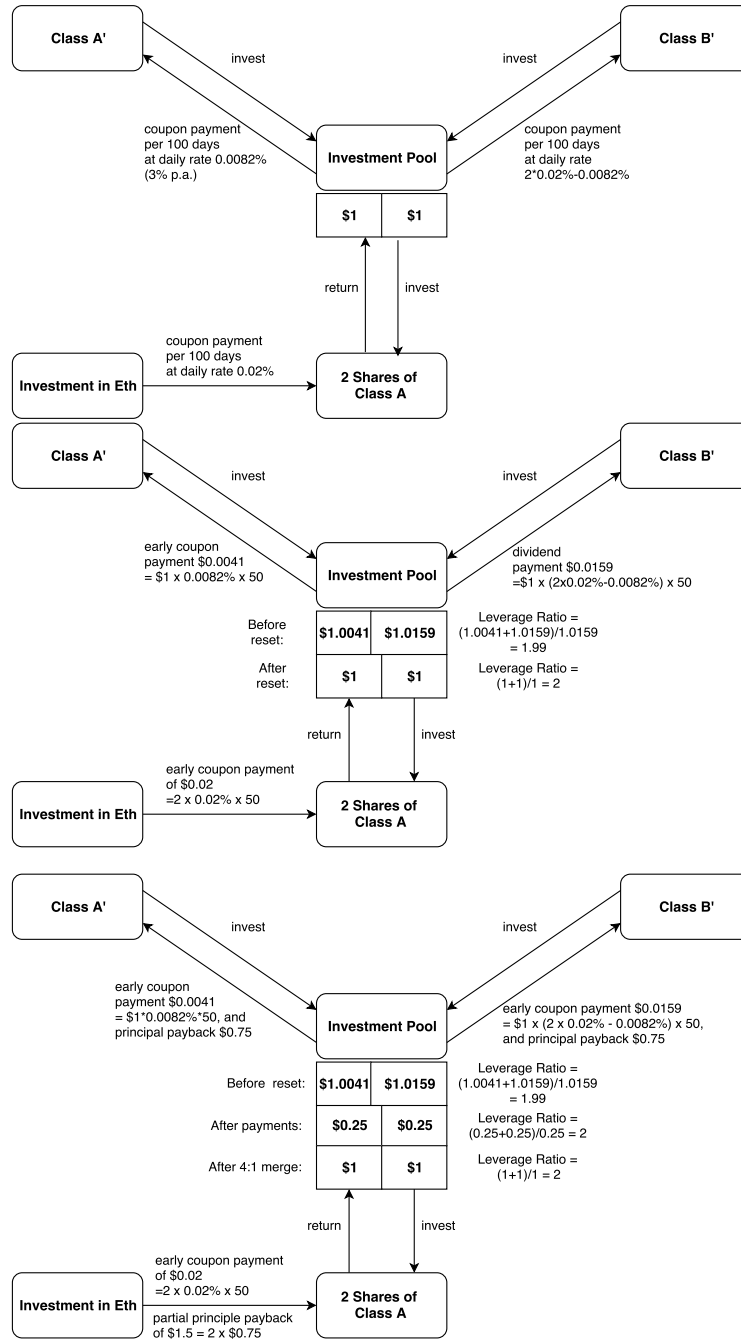 Class A'
Class B'
invest
invest
coupon payment
per 100 days
at daily rate 0.0082%
(3% p.a.)
coupon payment
per 100 days
at daily rate
2*0.02%-0.0082%
Investment Pool
$1
$1
return
invest
coupon payment
per 100 days
at daily rate 0.02%
Investment in Eth
2 Shares of
Class A
Class A'
Class B'
invest
invest
early coupon
payment $0.0041
= $1 x 0.0082% x 50
dividend
payment $0.0159
=$1 x (2x0.02%-0.0082%) x 50
Investment Pool
Before
reset:
$1.0041
$1.0159
Leverage Ratio =
(1.0041+1.0159)/1.0159
= 1.99
After
reset:
$1
$1
Leverage Ratio =
(1+1)/1 = 2
return
invest
early coupon payment
of $0.02
=2 x 0.02% x 50
Investment in Eth
2 Shares of
Class A
Class A'
Class B'
invest
invest
early coupon
payment $0.0041
= $1*0.0082%*50, and
principal payback $0.75
early coupon payment $0.0159
= $1 x (2 x 0.02% - 0.0082%) x 50,
and principal payback $0.75
Investment Pool
Before reset:
$1.0041
$1.0159
Leverage Ratio =
(1.0041+1.0159)/1.0159
= 1.99
After payments:
$0.25
$0.25
Leverage Ratio =
(0.25+0.25)/0.25 = 2
After 4:1 merge:
$1
$1
Leverage Ratio =
(1+1)/1 = 2
return
invest
early coupon payment
of $0.02
=2 x 0.02% x 50
Investment in Eth
2 Shares of
Class A
partial principle payback
of $1.5 = 2 x $0.75